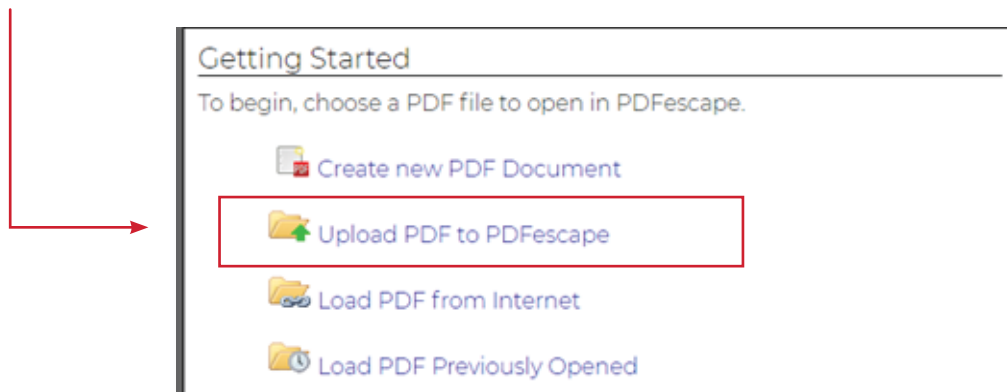 Getting Started
To begin, choose a PDF file to open in PDFescape.
Create new PDF Document
Upload PDF to PDFescape
Load PDF from Internet
Load PDF Previously Opened